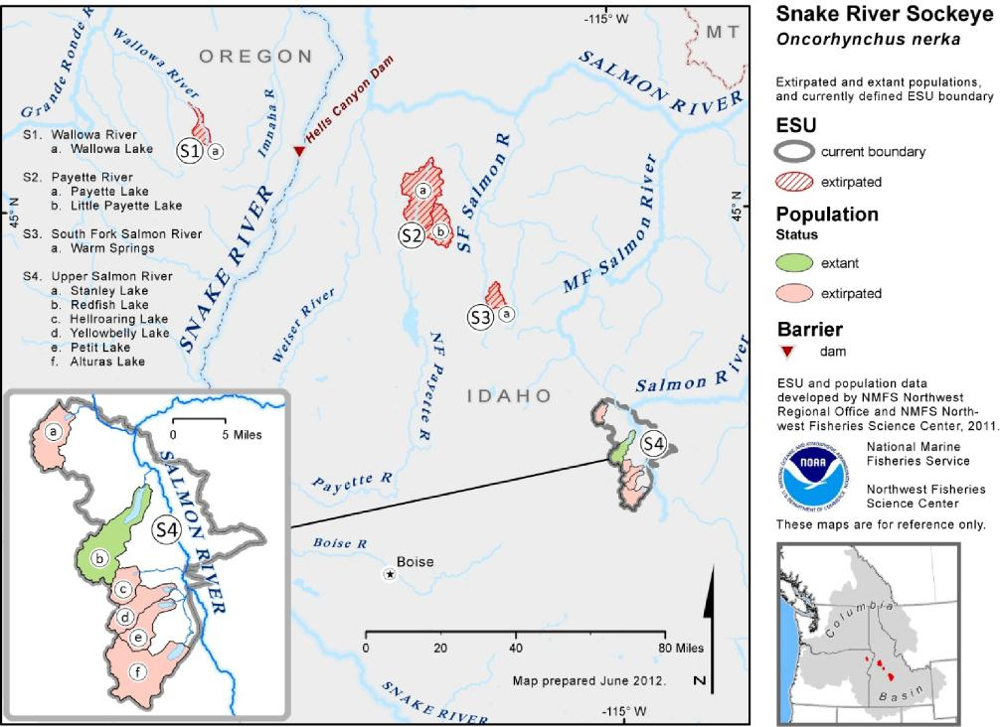 Snake River Sockeye
Oncorhynchus nerka
Extirpated and extant populations,
and currently defined ESU boundary
ESU
current boundary
extirpated
Population
Status
extant
extirpated
Barrier
dam
ESU and population data
developed by NMFS Northwest
Regional Office and NMFS North-
west Fisheries Science Center, 2011.
NOAA
National Marine
Fisheries Service
Northwest Fisheries
Science Center
These maps are for reference only.
Columbia
Basin
-115° W
MT
OREGON
Grande Ronde R
Wallowa River
Imnaha R
Hells Canyon Dam
SALMON RIVER
S1. Wallowa River
a. Wallowa Lake
S2. Payette River
a. Payette Lake
b. Little Payette Lake
S3. South Fork Salmon River
a. Warm Springs
S4. Upper Salmon River
a. Stanley Lake
b. Redfish Lake
c. Hellroaring Lake
d. Yellowbelly Lake
e. Petit Lake
f. Alturas Lake
45° N
45° N
S1
a
S2
a
b
S3
a
S4
SF Salmon R
MF Salmon River
SNAKE RIVER
Weiser River
NF Payette R
IDAHO
Salmon River
Payette R
Boise R
Boise
0 20 40 80 Miles
Map prepared June 2012.
N
SNAKE RIVER
-115° W
0 5 Miles
SALMON RIVER
S4
a
b
c
d
e
f